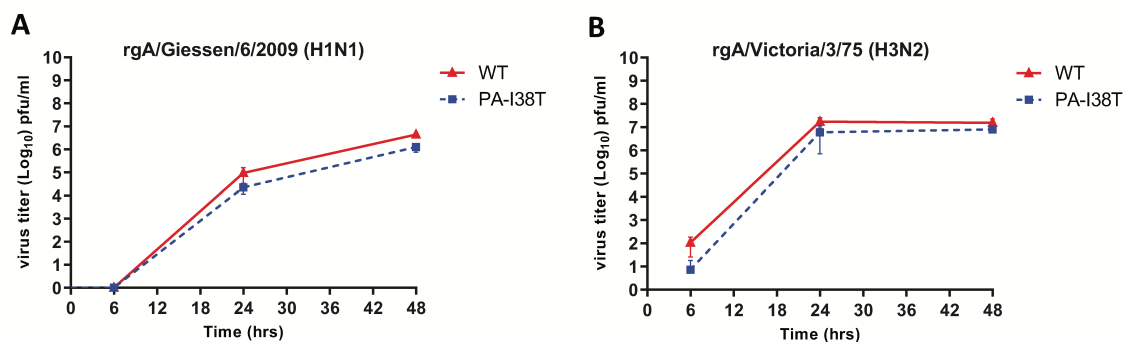 A
rgA/Giessen/6/2009 (H1N1)
virus titer (Log10) pfu/ml
10
9
8
7
6
5
4
3
2
1
0
0 6 12 18 24 30 36 42 48
Time (hrs)
WT
PA-I38T
B
rgA/Victoria/3/75 (H3N2)
virus titer (Log10) pfu/ml
10
9
8
7
6
5
4
3
2
1
0
0 6 12 18 24 30 36 42 48
Time (hrs)
WT
PA-I38T